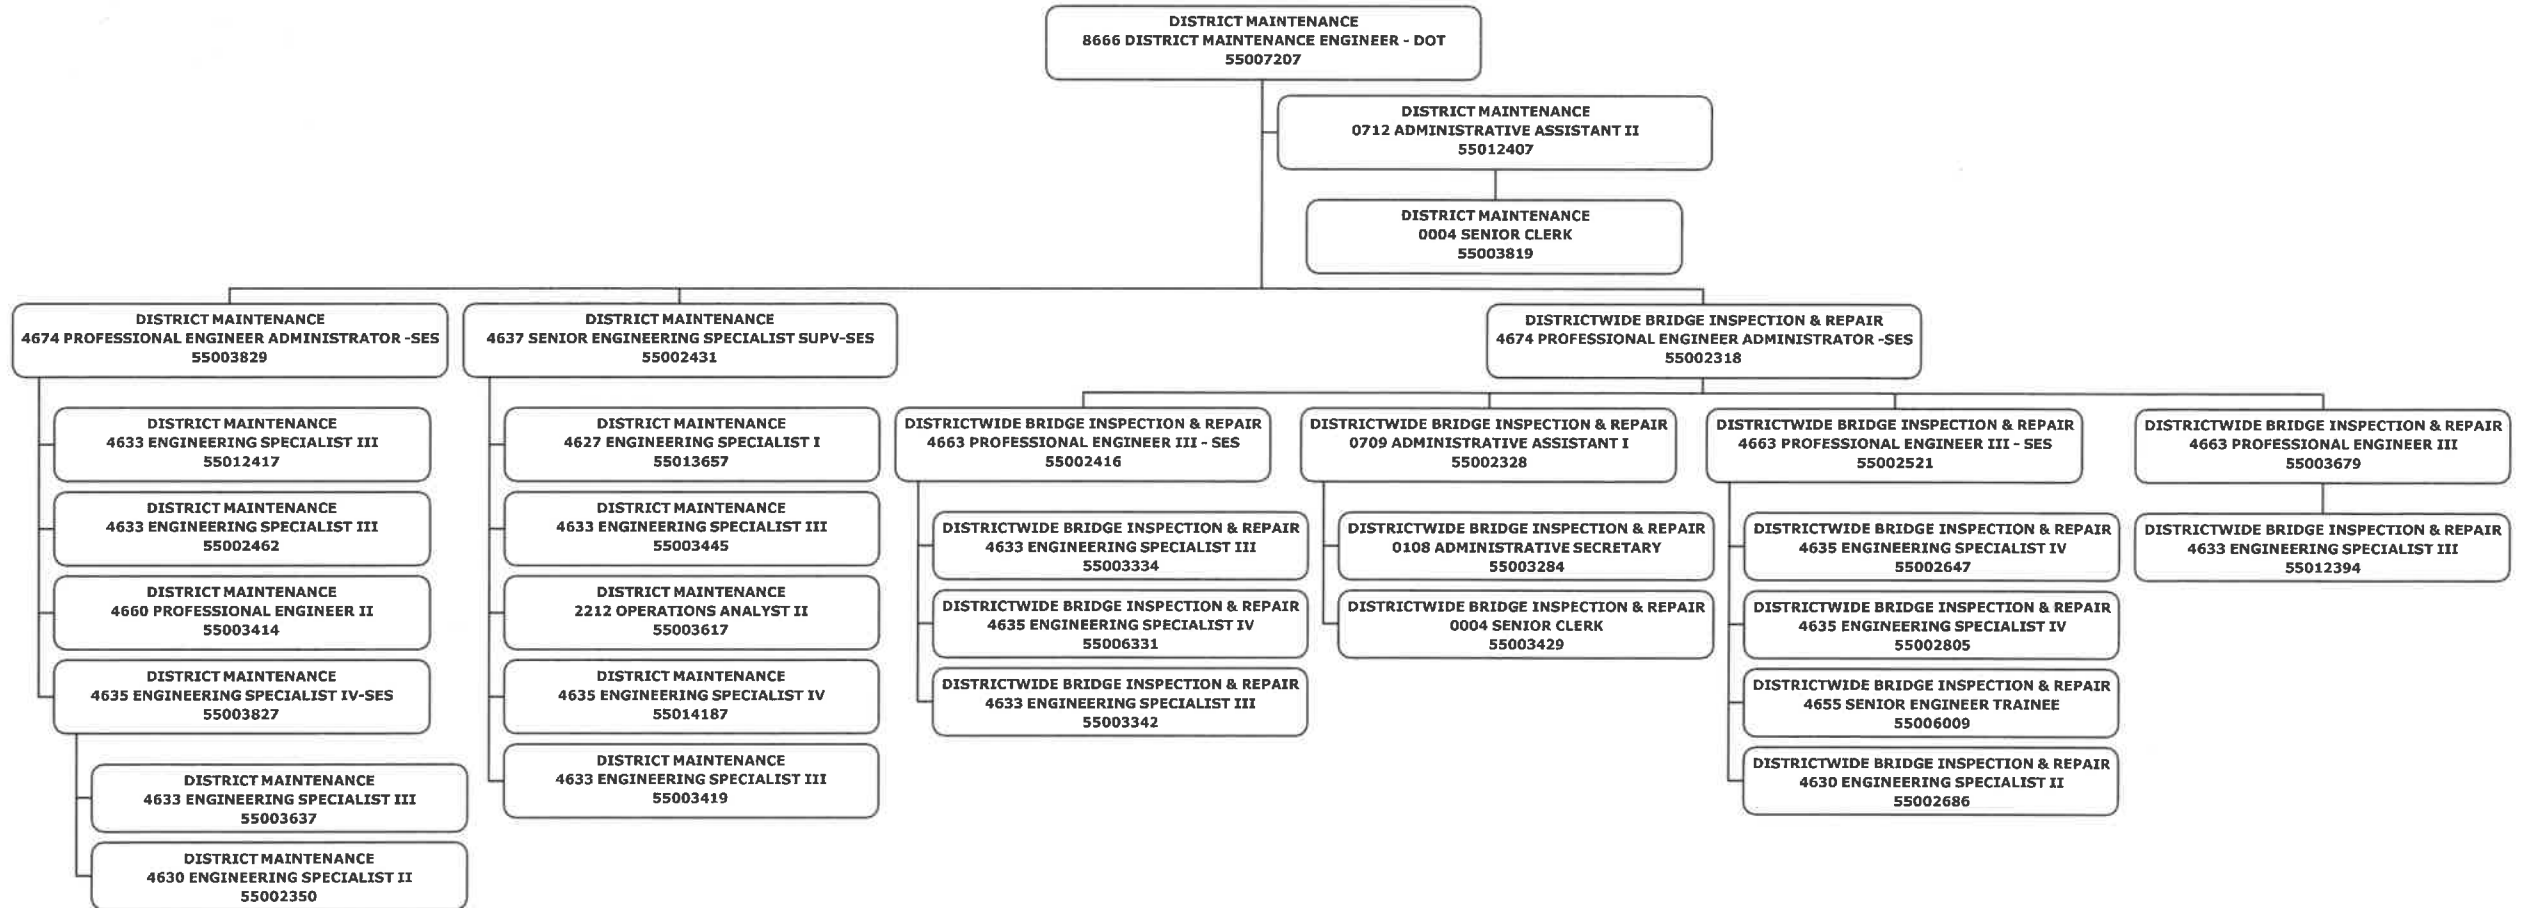 DISTRICT MAINTENANCE
8666 DISTRICT MAINTENANCE ENGINEER - DOT
55007207
DISTRICT MAINTENANCE
0712 ADMINISTRATIVE ASSISTANT II
55012407
DISTRICT MAINTENANCE
0004 SENIOR CLERK
55003819
DISTRICT MAINTENANCE
4674 PROFESSIONAL ENGINEER ADMINISTRATOR -SES
55003829
DISTRICT MAINTENANCE
4633 ENGINEERING SPECIALIST III
55012417
DISTRICT MAINTENANCE
4633 ENGINEERING SPECIALIST III
55002462
DISTRICT MAINTENANCE
4660 PROFESSIONAL ENGINEER II
55003414
DISTRICT MAINTENANCE
4635 ENGINEERING SPECIALIST IV-SES
55003827
DISTRICT MAINTENANCE
4633 ENGINEERING SPECIALIST III
55003637
DISTRICT MAINTENANCE
4630 ENGINEERING SPECIALIST II
55002350
DISTRICT MAINTENANCE
4637 SENIOR ENGINEERING SPECIALIST SUPV-SES
55002431
DISTRICT MAINTENANCE
4627 ENGINEERING SPECIALIST I
55013657
DISTRICT MAINTENANCE
4633 ENGINEERING SPECIALIST III
55003445
DISTRICT MAINTENANCE
2212 OPERATIONS ANALYST II
55003617
DISTRICT MAINTENANCE
4635 ENGINEERING SPECIALIST IV
55014187
DISTRICT MAINTENANCE
4633 ENGINEERING SPECIALIST III
55003419
DISTRICTWIDE BRIDGE INSPECTION & REPAIR
4674 PROFESSIONAL ENGINEER ADMINISTRATOR -SES
55002318
DISTRICTWIDE BRIDGE INSPECTION & REPAIR
4663 PROFESSIONAL ENGINEER III - SES
55002416
DISTRICTWIDE BRIDGE INSPECTION & REPAIR
4633 ENGINEERING SPECIALIST III
55003334
DISTRICTWIDE BRIDGE INSPECTION & REPAIR
4635 ENGINEERING SPECIALIST IV
55006331
DISTRICTWIDE BRIDGE INSPECTION & REPAIR
4633 ENGINEERING SPECIALIST III
55003342
DISTRICTWIDE BRIDGE INSPECTION & REPAIR
0709 ADMINISTRATIVE ASSISTANT I
55002328
DISTRICTWIDE BRIDGE INSPECTION & REPAIR
0108 ADMINISTRATIVE SECRETARY
55003284
DISTRICTWIDE BRIDGE INSPECTION & REPAIR
0004 SENIOR CLERK
55003429
DISTRICTWIDE BRIDGE INSPECTION & REPAIR
4663 PROFESSIONAL ENGINEER III - SES
55002521
DISTRICTWIDE BRIDGE INSPECTION & REPAIR
4635 ENGINEERING SPECIALIST IV
55002647
DISTRICTWIDE BRIDGE INSPECTION & REPAIR
4635 ENGINEERING SPECIALIST IV
55002805
DISTRICTWIDE BRIDGE INSPECTION & REPAIR
4655 SENIOR ENGINEER TRAINEE
55006009
DISTRICTWIDE BRIDGE INSPECTION & REPAIR
4630 ENGINEERING SPECIALIST II
55002686
DISTRICTWIDE BRIDGE INSPECTION & REPAIR
4663 PROFESSIONAL ENGINEER III
55003679
DISTRICTWIDE BRIDGE INSPECTION & REPAIR
4633 ENGINEERING SPECIALIST III
55012394